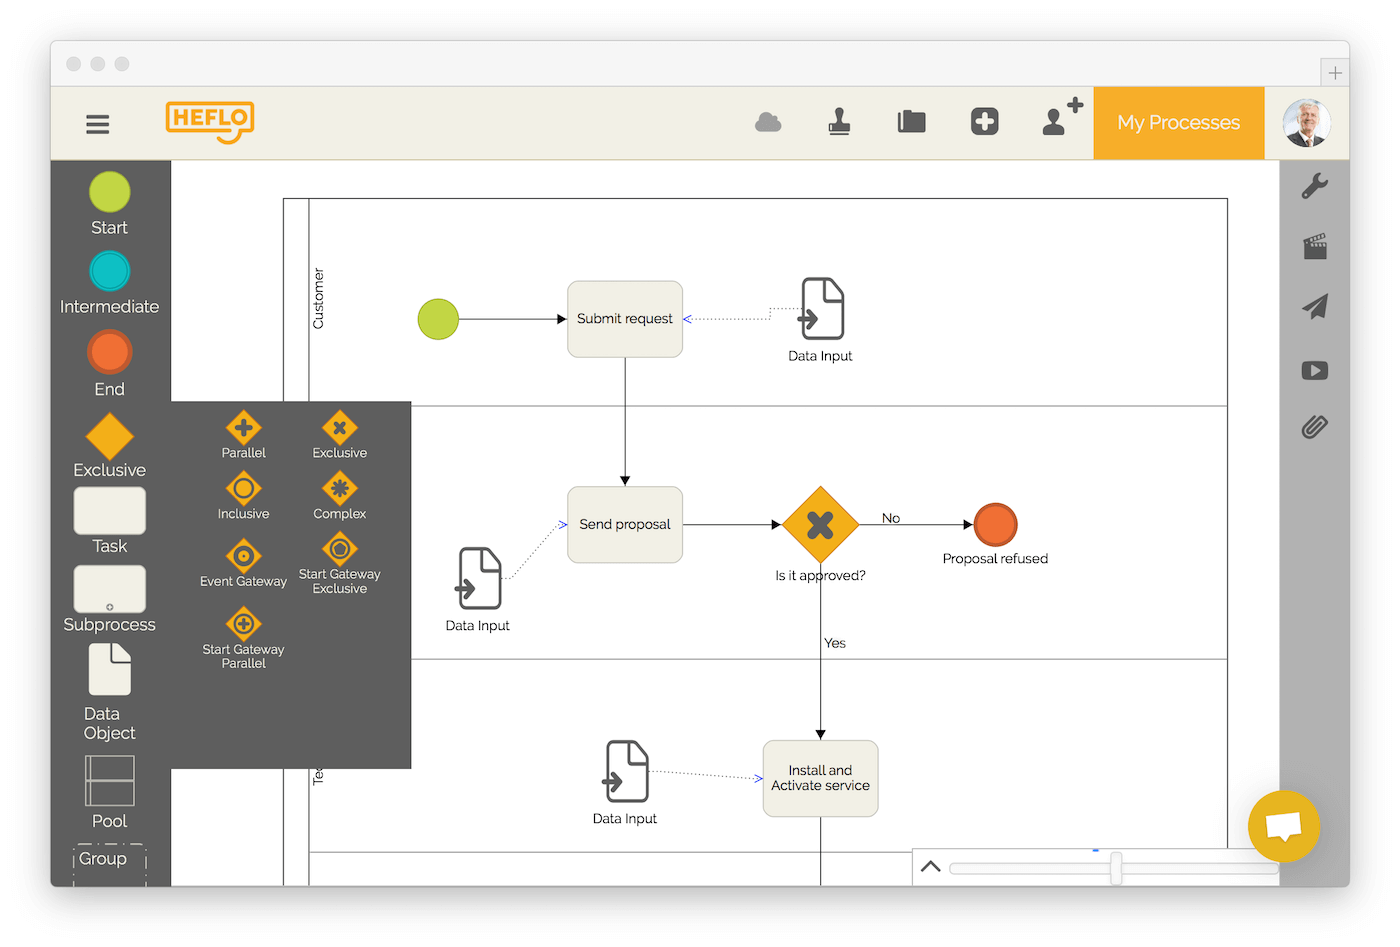 HEFLO
My Processes
Start
Intermediate
End
Exclusive
Task
Subprocess
Data
Object
Pool
Group
Parallel
Exclusive
Inclusive
Complex
Event Gateway
Start Gateway
Exclusive
Start Gateway
Parallel
Customer
Submit request
Data Input
Send proposal
Data Input
Is it approved?
No
Proposal refused
Yes
Install and
Activate service
Data Input